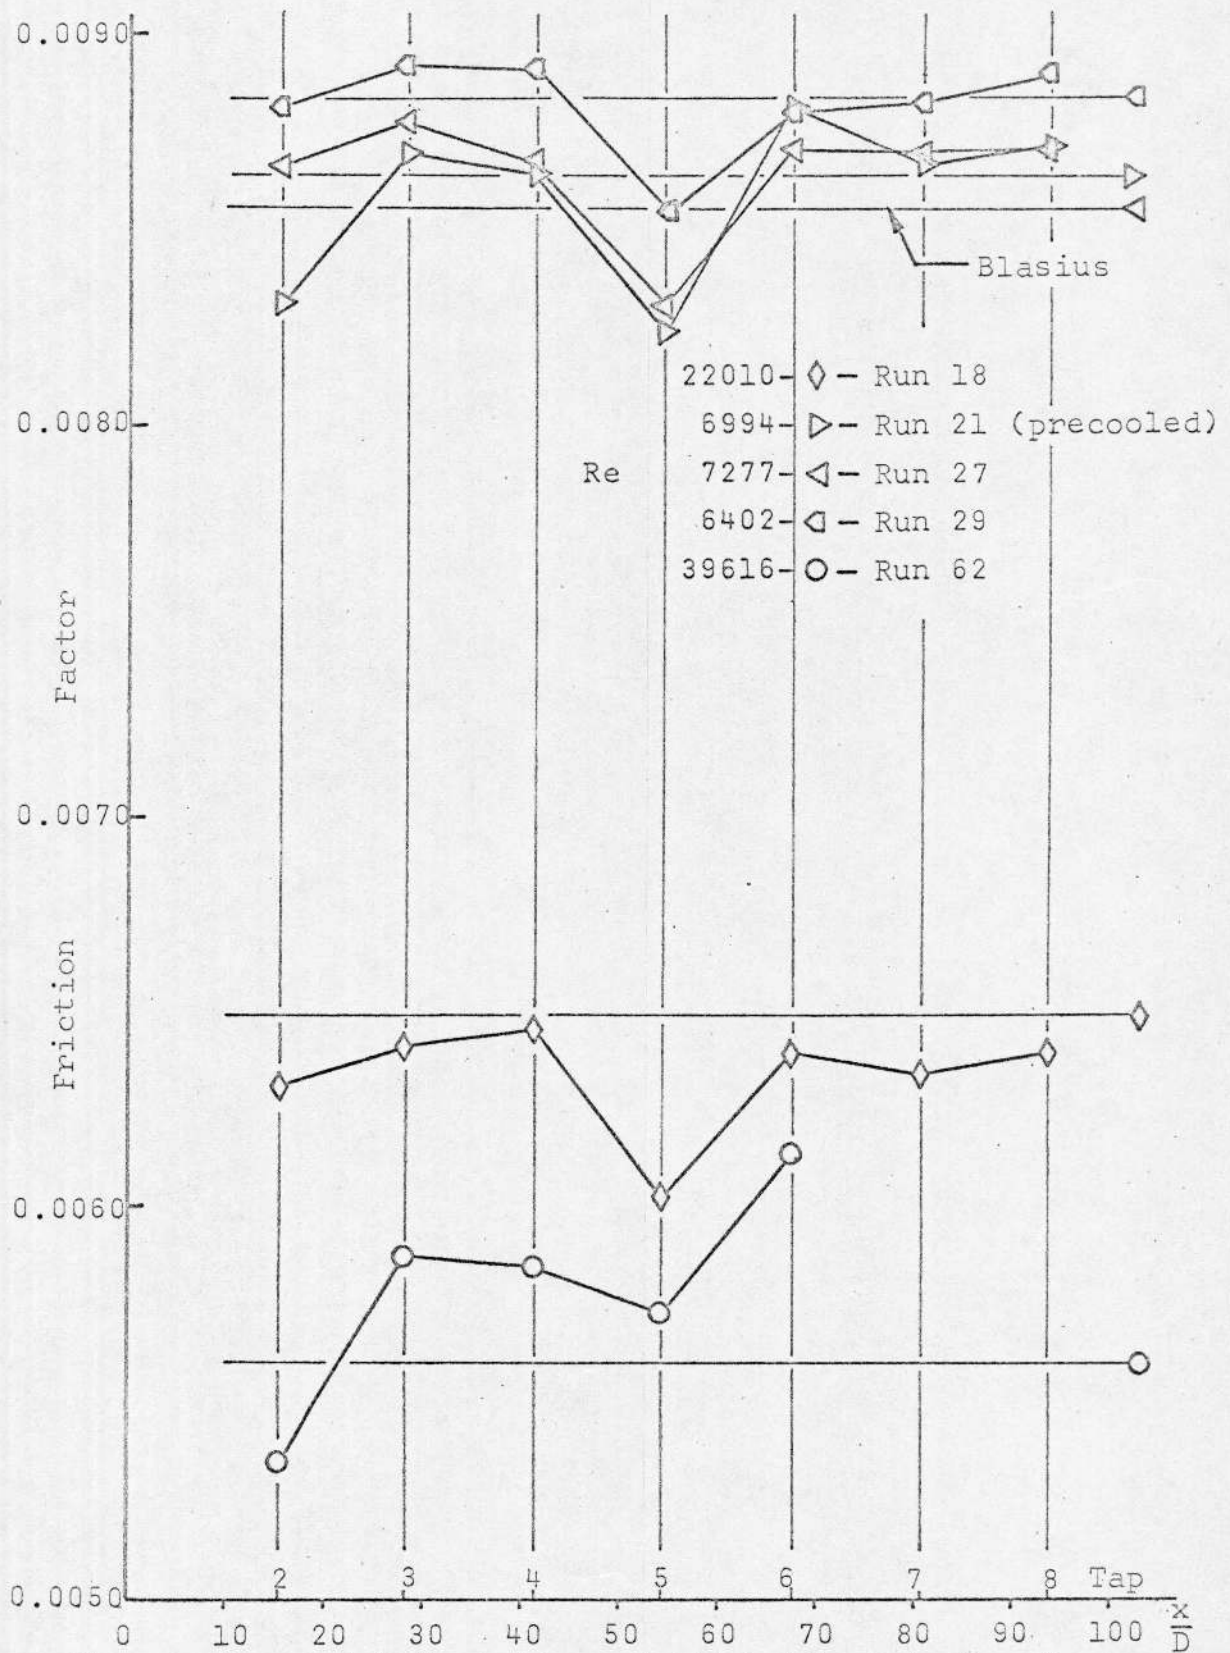 0.0090
Blasius
22010- ◊ - Run 18
0.0080
6994- ▷ - Run 21 (precooled)
Re
7277- ◁ - Run 27
6402- - Run 29
39616- O - Run 62
Factor
0.0070
Friction
0.0060
2 3 4 5 6 7 8 Tap
0.0050
0 10 20 30 40 50 60 70 80 90 100 x/D